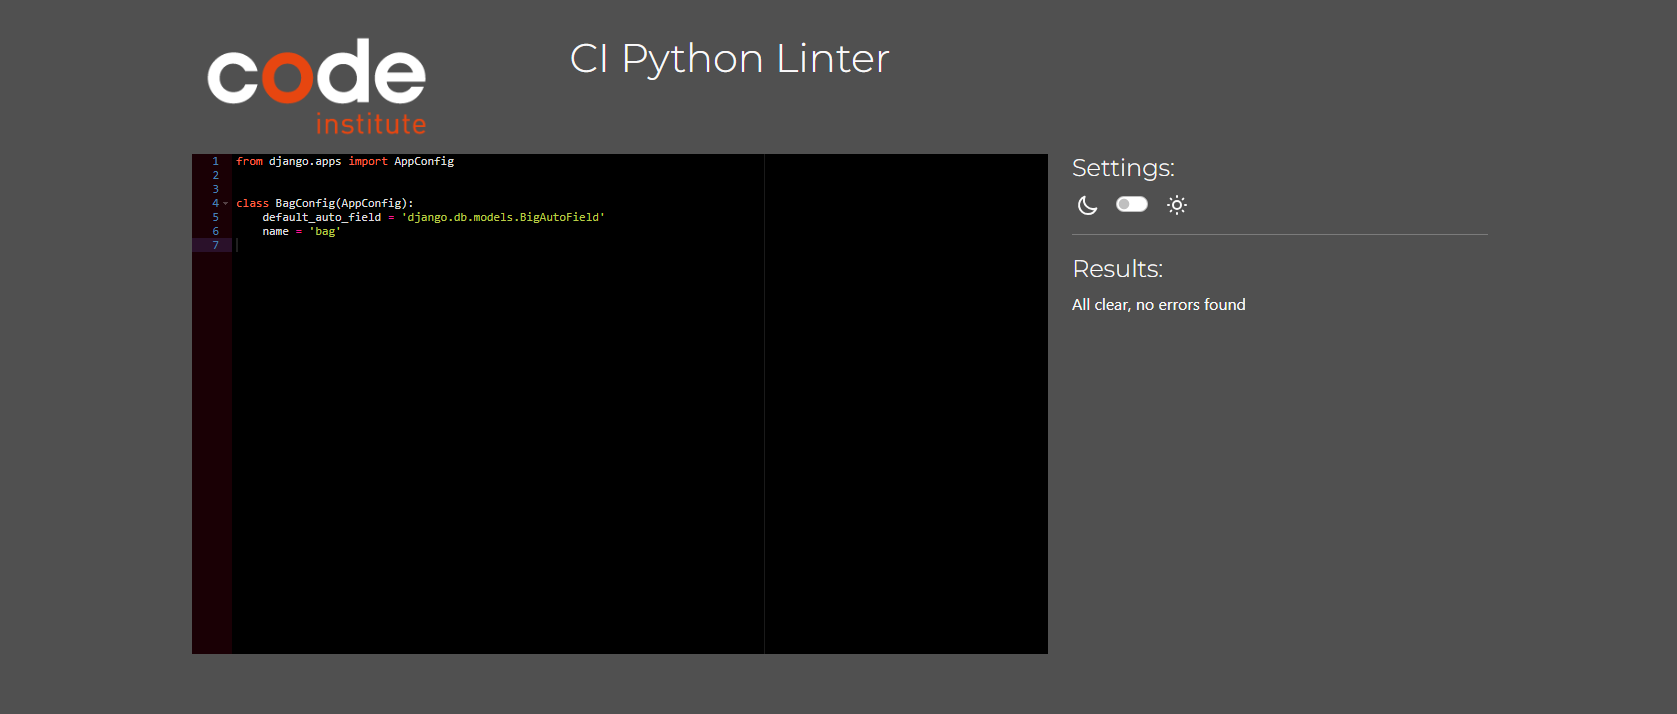 code
institute
CI Python Linter
1 from django.apps import AppConfig
2
3
4 class BagConfig(AppConfig):
5     default_auto_field = 'django.db.models.BigAutoField'
6     name = 'bag'
7
Settings:
Results:
All clear, no errors found